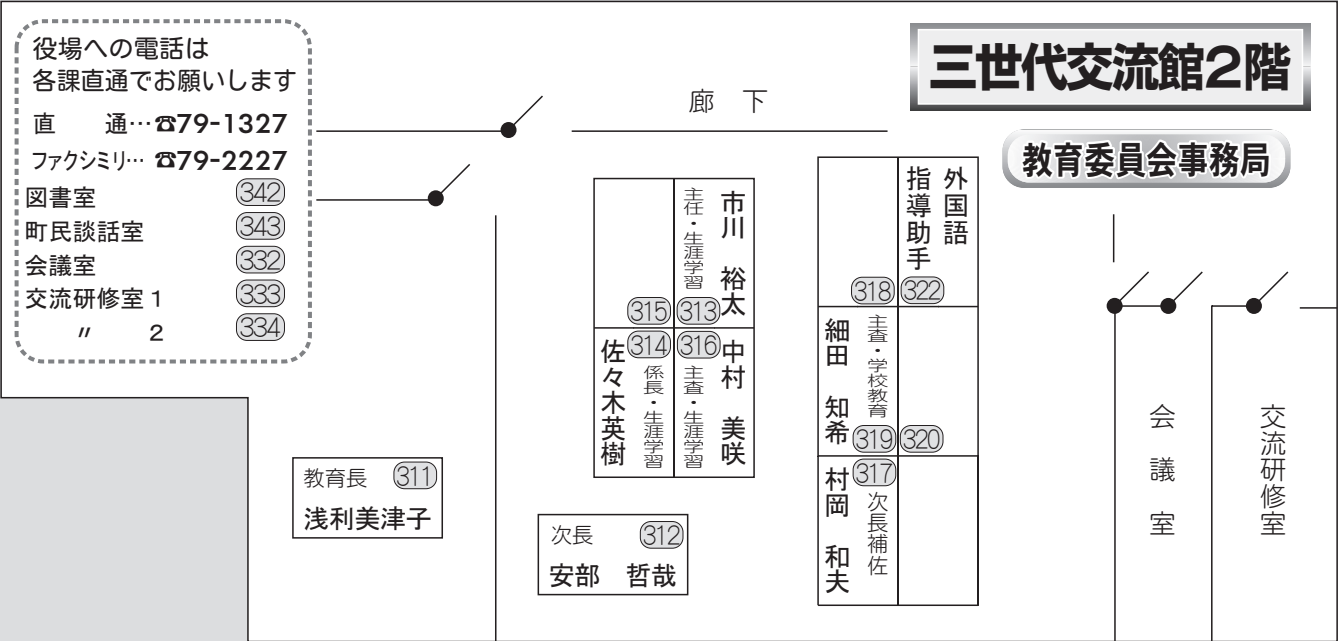 役場への電話は
各課直通でお願いします
直　　通…☎79-1327
ファクシミリ…☎79-2227
図書室 342
町民談話室 343
会議室 332
交流研修室1 333
〃 2 334
三世代交流館2階
教育委員会事務局
廊 下
315
主任・生涯学習
市川 裕太
313
佐々木英樹
314
係長・生涯学習
316
主査・生涯学習
中村 美咲
318
外国語
指導助手
322
細田 知希
主査・学校教育
319
320
村岡 和夫
317
次長補佐
教育長 311
浅利美津子
次長 312
安部 哲哉
会議室
交流研修室